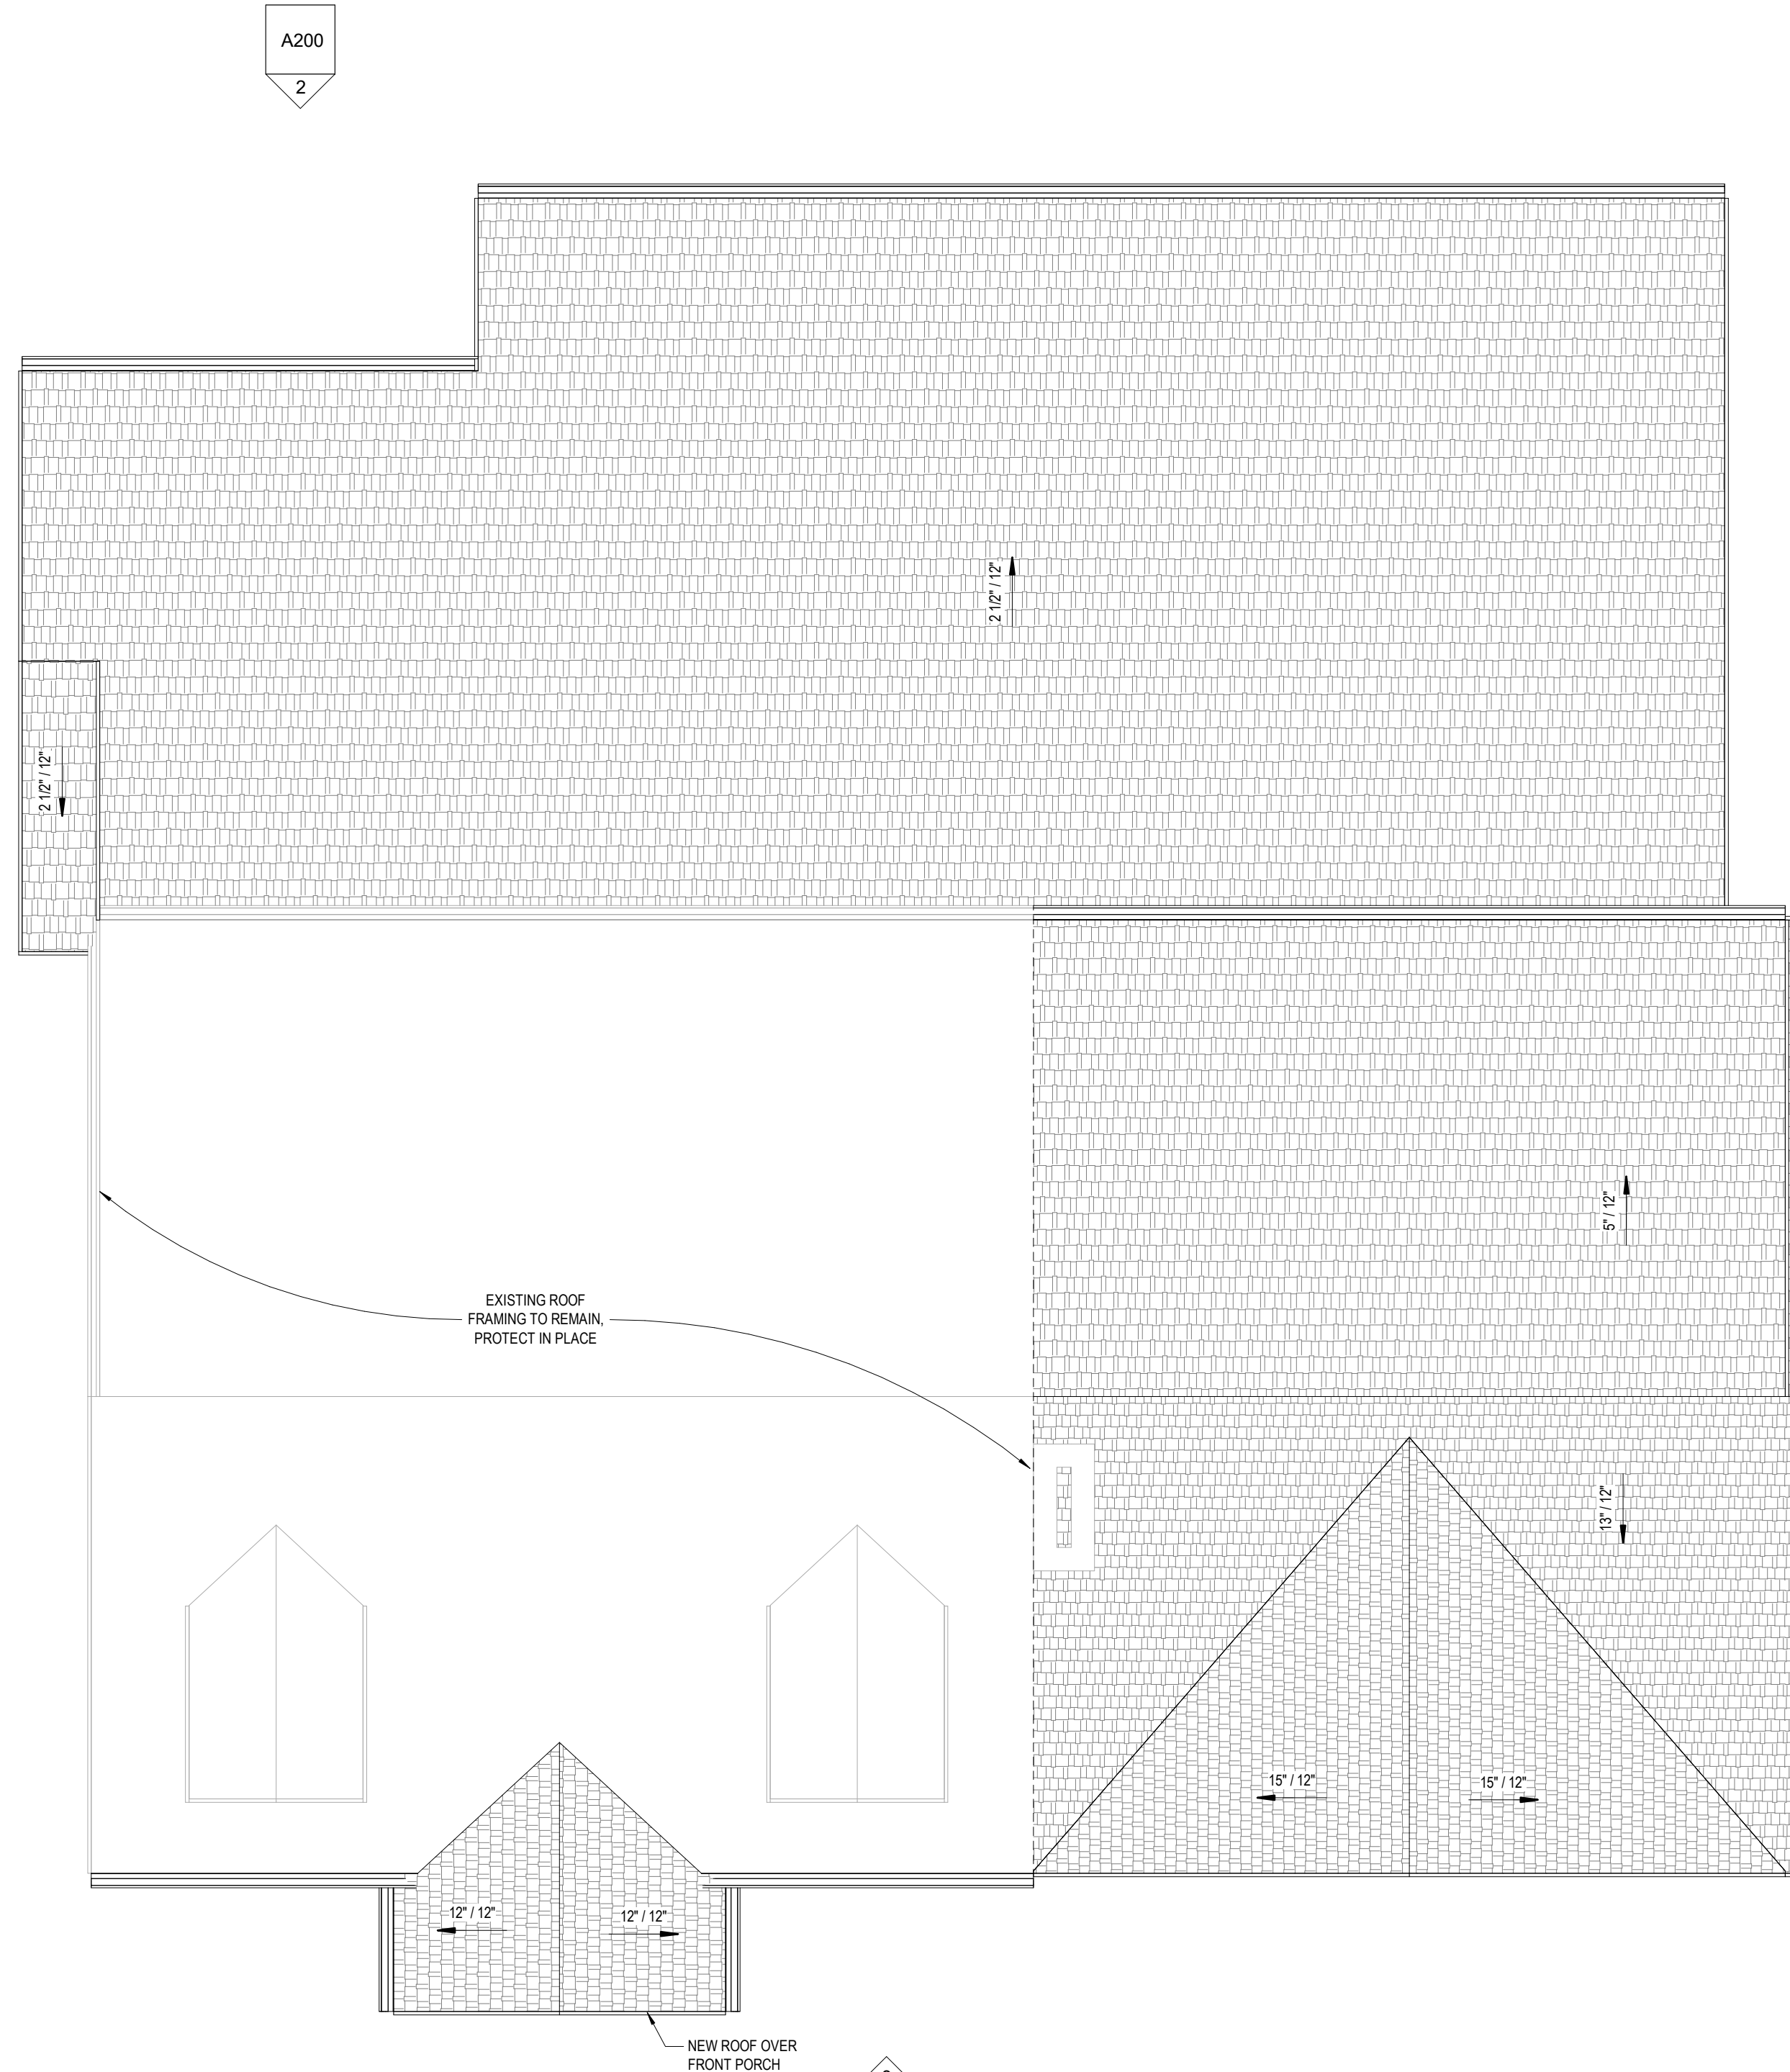 A200
2
2 1/2" / 12"
2 1/2" / 12"
5" / 12"
EXISTING ROOF
FRAMING TO REMAIN,
PROTECT IN PLACE
13" / 12"
15" / 12"
15" / 12"
12" / 12"
12" / 12"
NEW ROOF OVER
FRONT PORCH